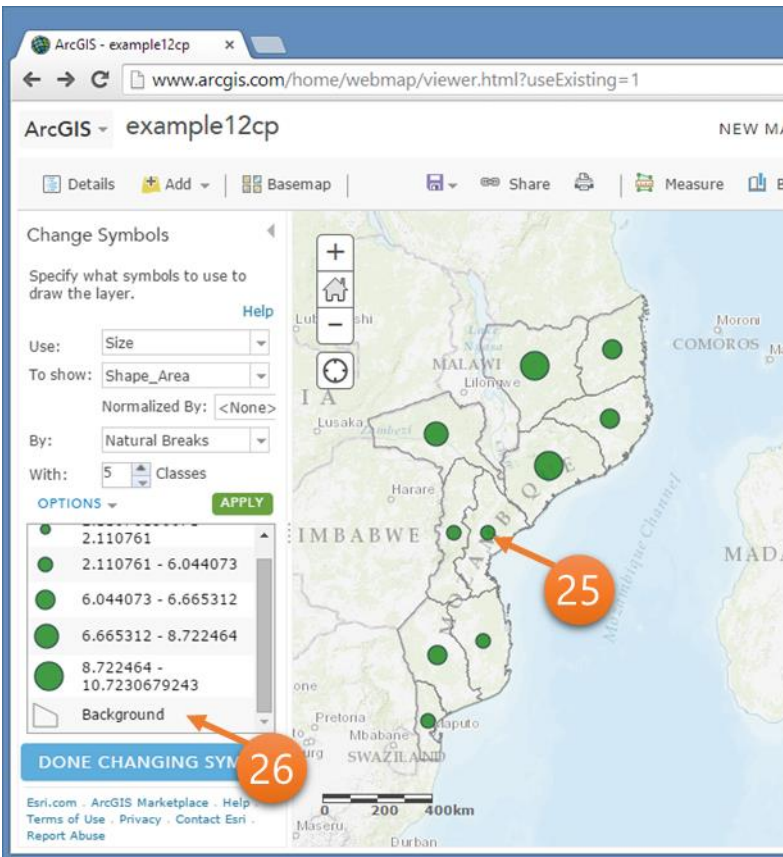 ArcGIS - example12cp
www.arcgis.com/home/webmap/viewer.html?useExisting=1
ArcGIS
example12cp
NEW MA
Details
Add
Basemap
Share
Measure
Change Symbols
Specify what symbols to use to
draw the layer.
Help
Use: Size
To show: Shape_Area
Normalized By: <None>
By: Natural Breaks
With: 5 Classes
OPTIONS
APPLY
2.110761
2.110761 - 6.044073
6.044073 - 6.665312
6.665312 - 8.722464
8.722464 -
10.7230679243
Background
DONE CHANGING SYM
Esri.com . ArcGIS Marketplace . Help .
Terms of Use . Privacy . Contact Esri .
Report Abuse
Moroni
COMOROS
Lake
Nyasa
MALAWI
Lilongwe
I A
Lusaka
Zambezi
Harare
IMBABWE
MOZAMBIQUE
Mozambique Channel
MADA
25
26
one
Pretoria
Mbabane
Maputo
SWAZILAND
0 200 400km
Maseru
Durban